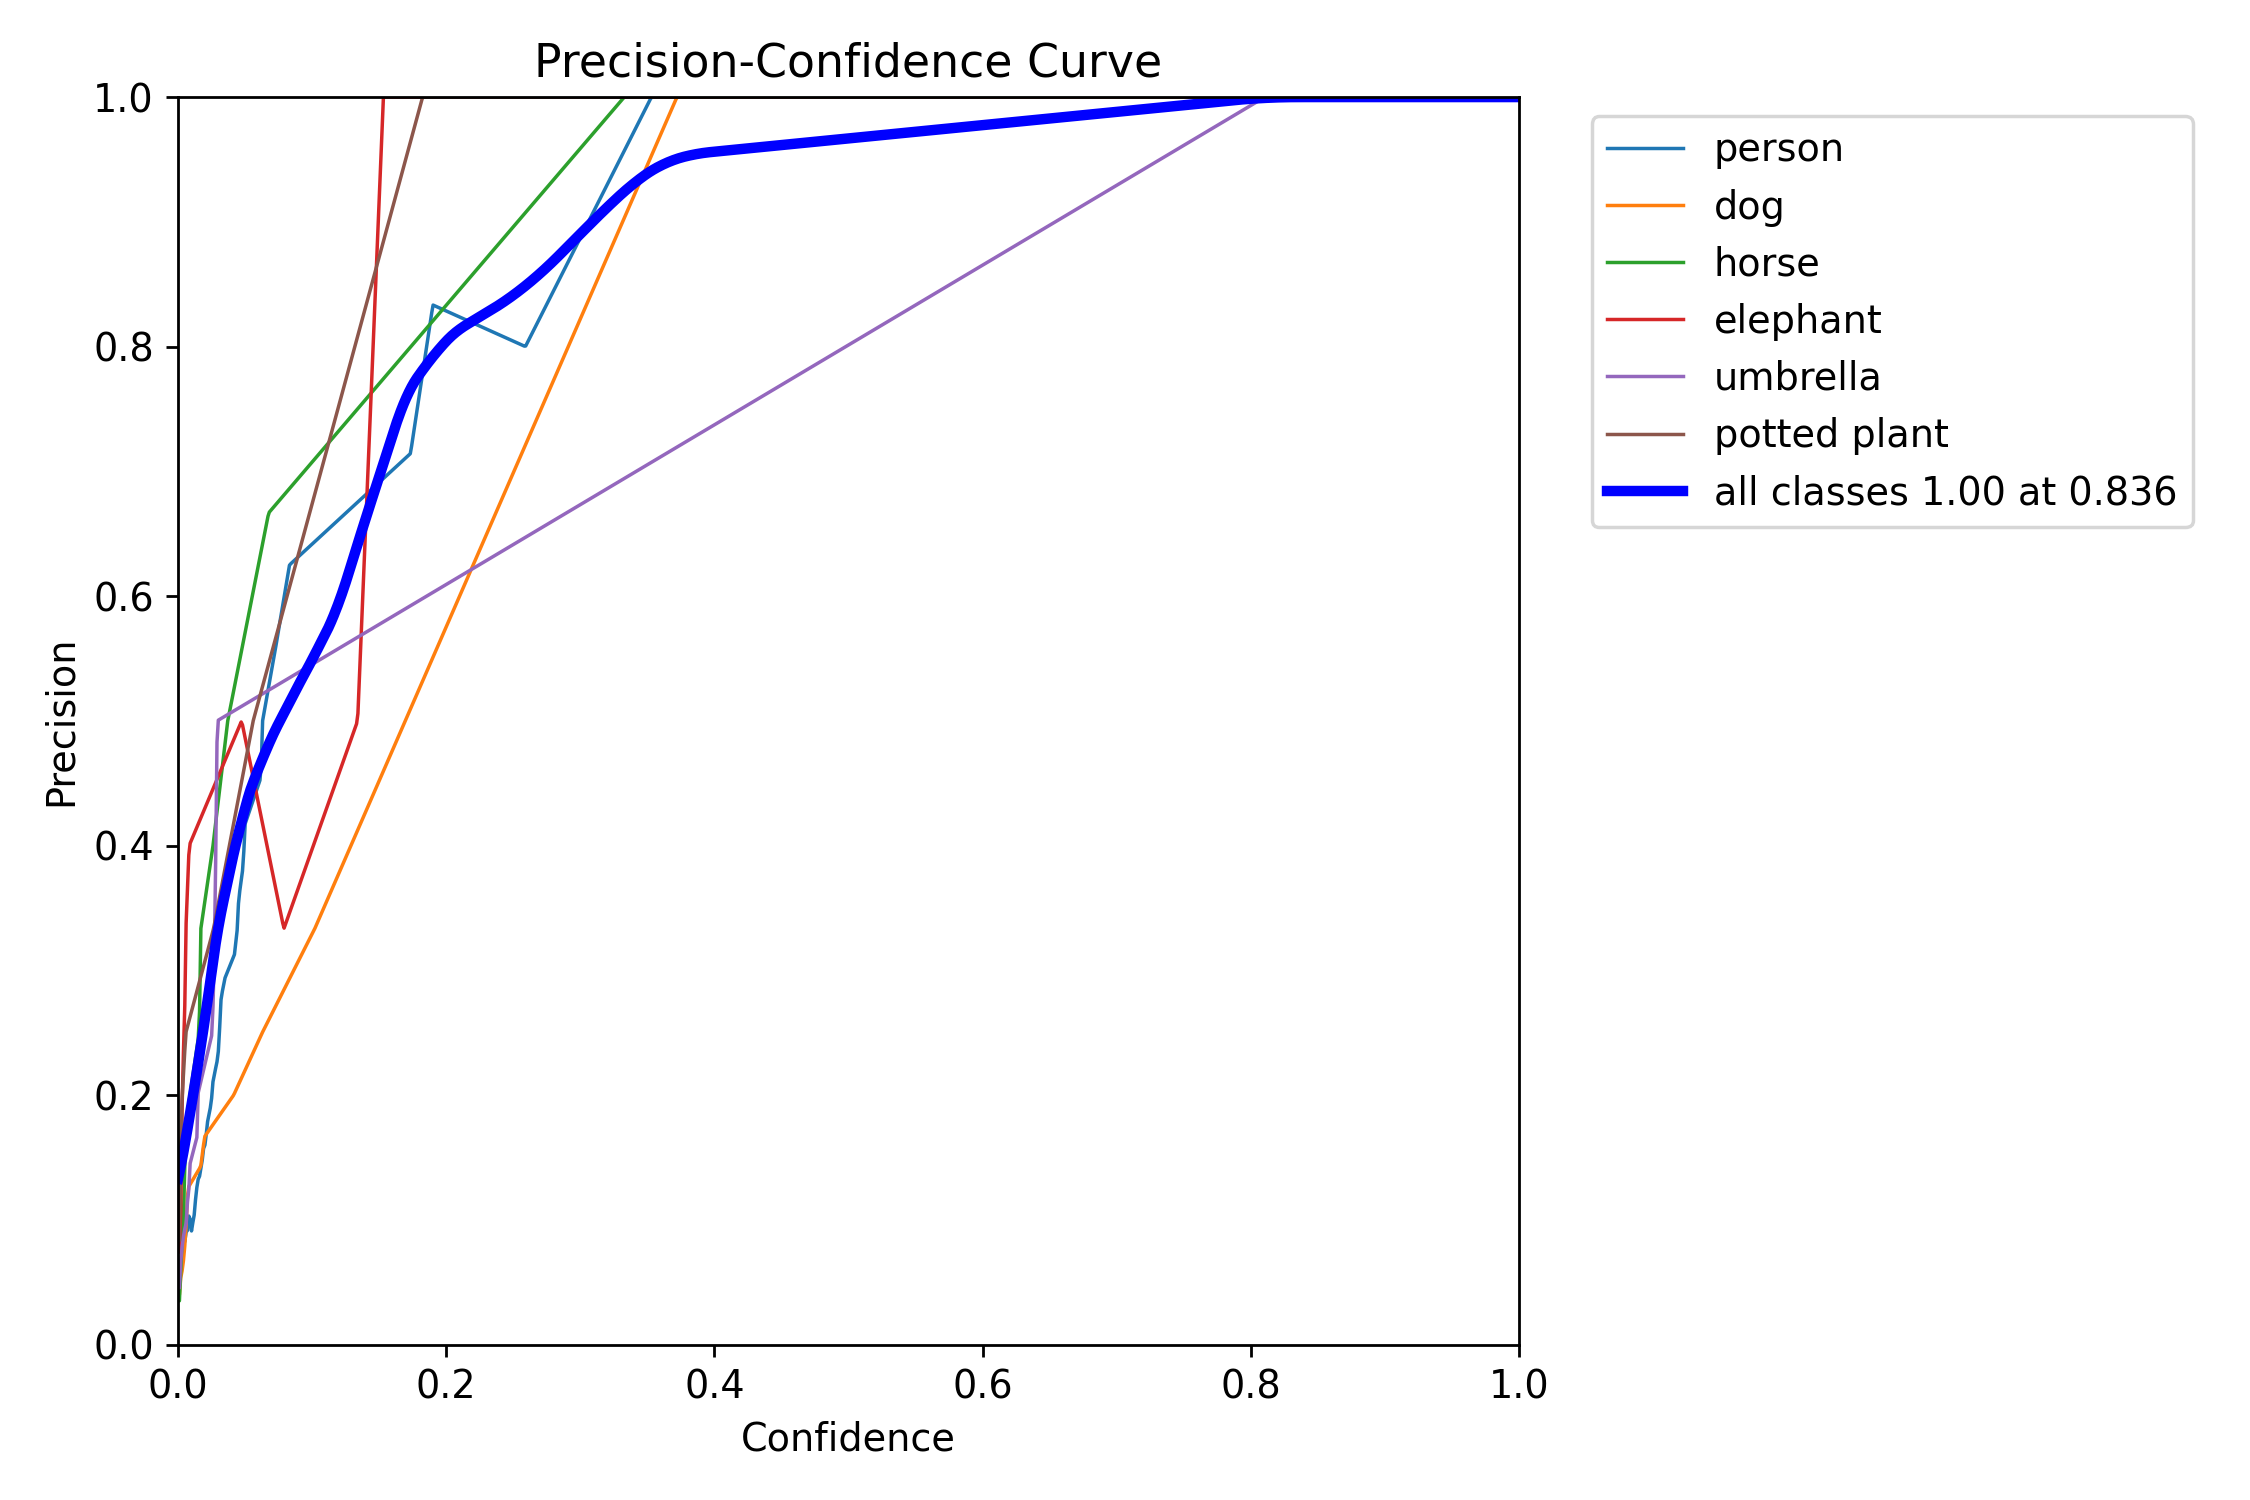 Precision-Confidence Curve
1.0
0.8
0.6
0.4
0.2
0.0
Precision
0.0 0.2 0.4 0.6 0.8 1.0
Confidence
person
dog
horse
elephant
umbrella
potted plant
all classes 1.00 at 0.836